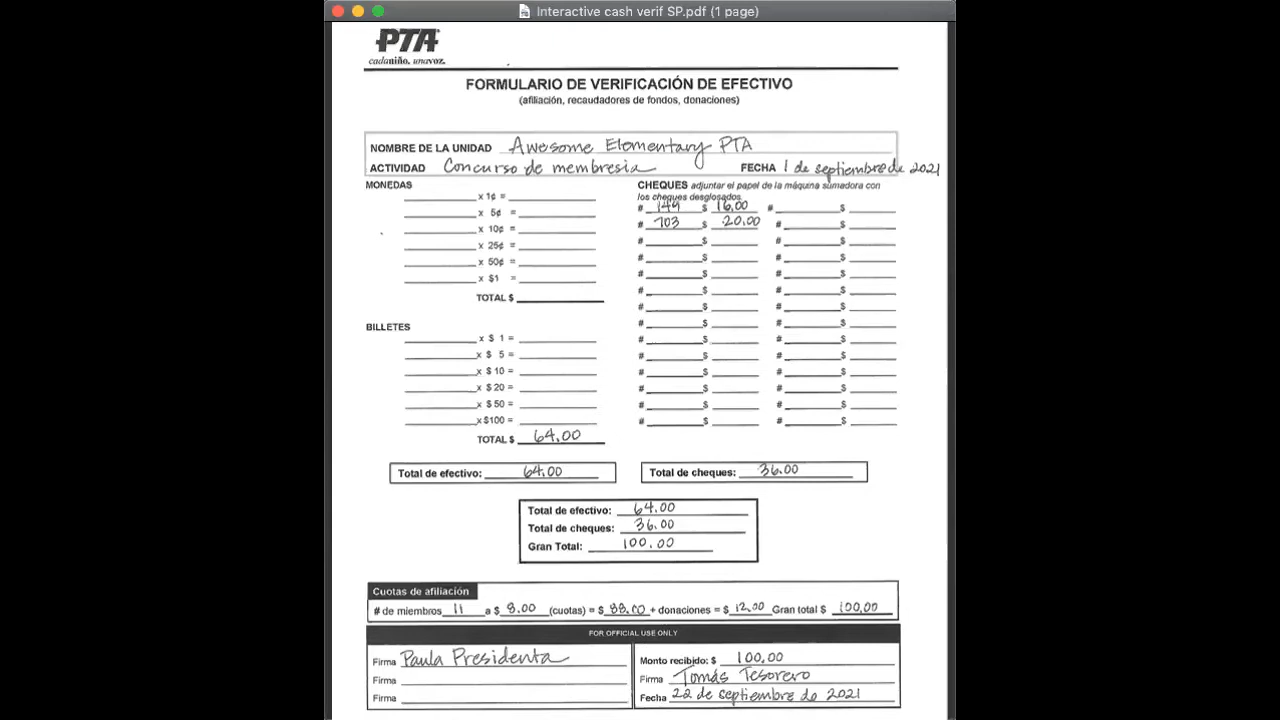 Interactive cash verif SP.pdf (1 page)
PTA
cadaniño. unavoz.
FORMULARIO DE VERIFICACIÓN DE EFECTIVO
(afiliación, recaudadores de fondos, donaciones)
NOMBRE DE LA UNIDAD Awesome Elementary PTA
ACTIVIDAD Concurso de membresia FECHA 1 de septiembre de 2021
MONEDAS
x 1¢ =
x 5¢ =
x 10¢ =
x 25¢ =
x 50¢ =
x $1 =
TOTAL $
BILLETES
x $ 1 =
x $ 5 =
x $ 10 =
x $ 20 =
x $ 50 =
x $100 =
TOTAL $ 64.00
CHEQUES adjuntar el papel de la máquina sumadora con
los cheques desglosados.
# 149 $ 16.00 # $
# 703 $ 20.00 # $
# $ # $
# $ # $
# $ # $
# $ # $
# $ # $
# $ # $
# $ # $
# $ # $
# $ # $
# $ # $
# $ # $
# $ # $
Total de efectivo: 64.00
Total de cheques: 36.00
Total de efectivo: 64.00
Total de cheques: 36.00
Gran Total: 100.00
Cuotas de afiliación
# de miembros 11 a $ 8.00 (cuotas) = $ 88.00 + donaciones = $ 12.00 Gran total $ 100.00
FOR OFFICIAL USE ONLY
Firma Paula Presidenta
Firma
Firma
Monto recibido: $ 100.00
Firma Tomás Tesorero
Fecha 22 de septiembre de 2021